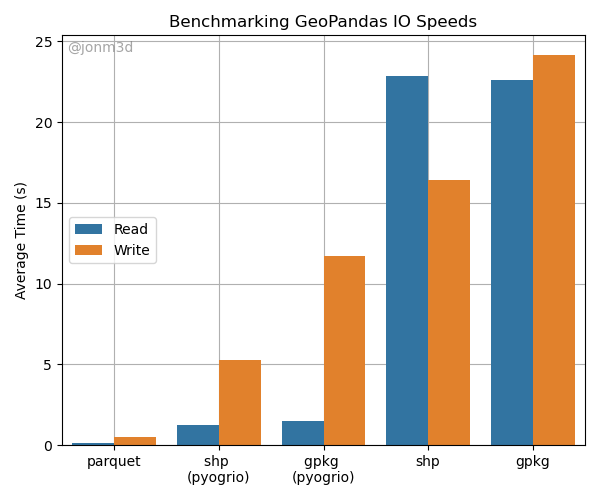 Benchmarking GeoPandas IO Speeds
@jonm3d
Average Time (s)
25
20
15
10
5
0
Read
Write
parquet
shp
(pyogrio)
gpkg
(pyogrio)
shp
gpkg